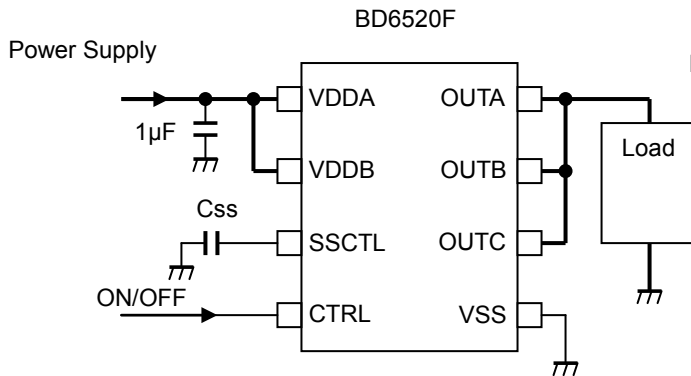 BD6520F
Power Supply
VDDA
OUTA
1µF
Load
VDDB
OUTB
Css
SSCTL
OUTC
ON/OFF
CTRL
VSS